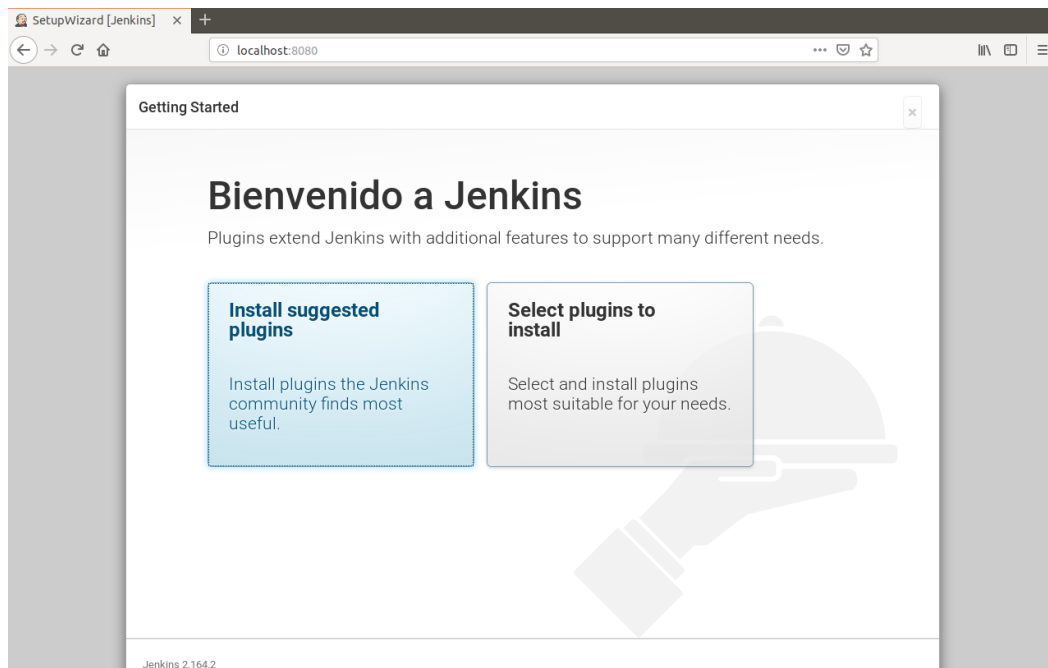 SetupWizard [Jenkins]
localhost:8080
Getting Started
Bienvenido a Jenkins
Plugins extend Jenkins with additional features to support many different needs.
Install suggested
plugins
Install plugins the Jenkins
community finds most
useful.
Select plugins to
install
Select and install plugins
most suitable for your needs.
Jenkins 2.164.2